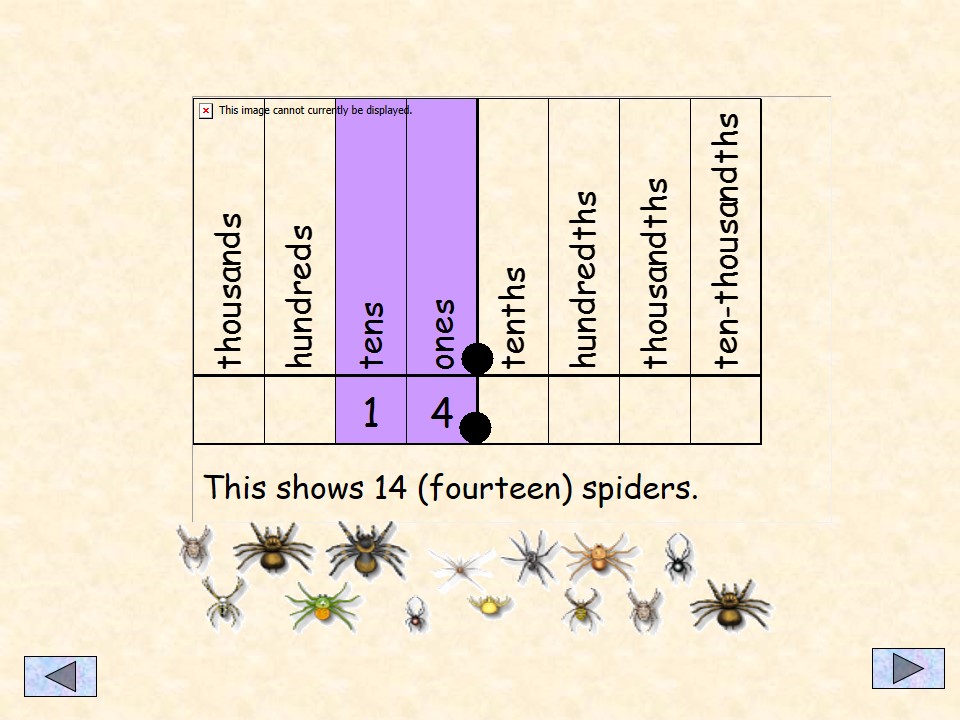 This image cannot currently be displayed.
thousands
hundreds
tens
ones
tenths
hundredths
thousandths
ten-thousandths
1 4
This shows 14 (fourteen) spiders.